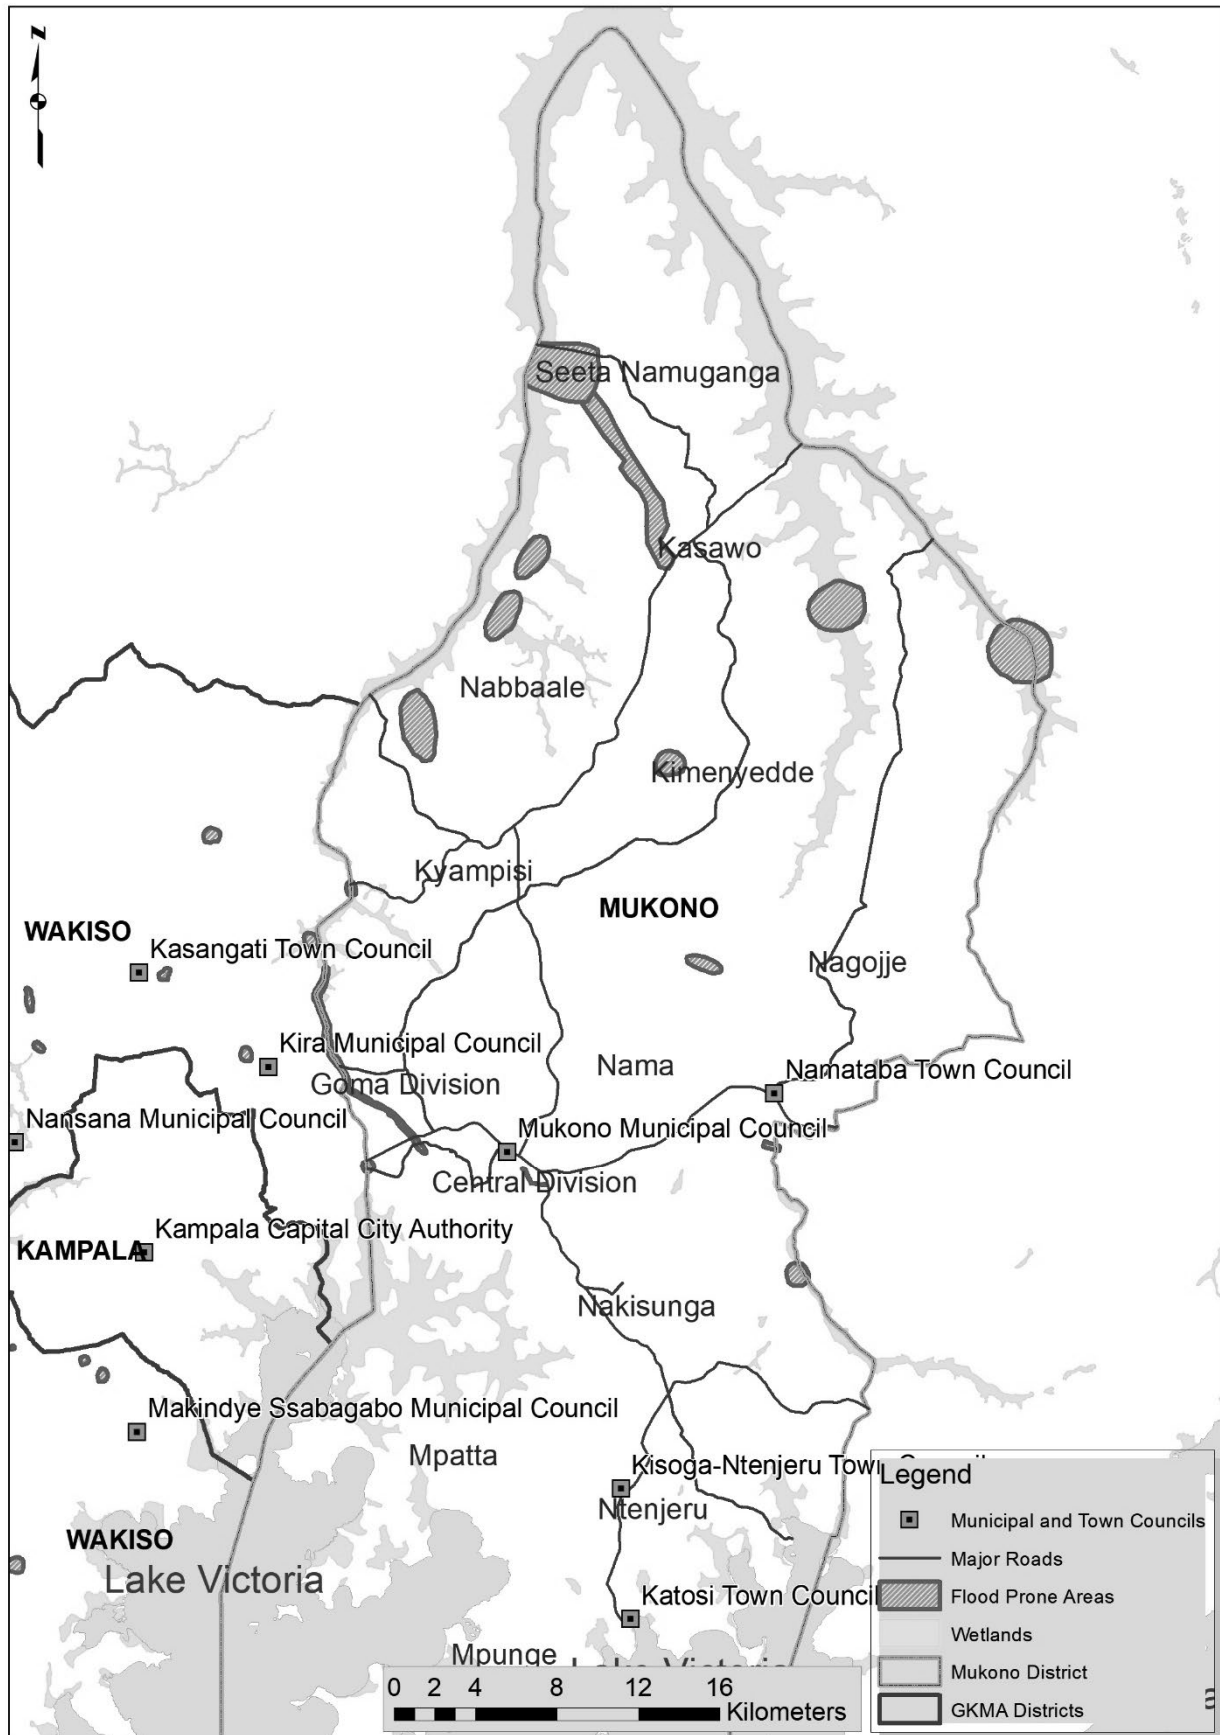 N
Seeta Namuganga
Kasawo
Nabbaale
Kimenyedde
Kyampisi
MUKONO
WAKISO
Kasangati Town Council
Nagojje
Kira Municipal Council
Nama
Goma Division
Namataba Town Council
Nansana Municipal Council
Mukono Municipal Council
Central Division
Kampala Capital City Authority
KAMPALA
Nakisunga
Makindye Ssabagabo Municipal Council
Mpatta
Kisoga-Ntenjeru Town Council
Ntenjeru
WAKISO
Lake Victoria
Katosi Town Council
Mpunge
Lake Victoria
0 2 4 8 12 16
Kilometers
Legend
Municipal and Town Councils
Major Roads
Flood Prone Areas
Wetlands
Mukono District
GKMA Districts